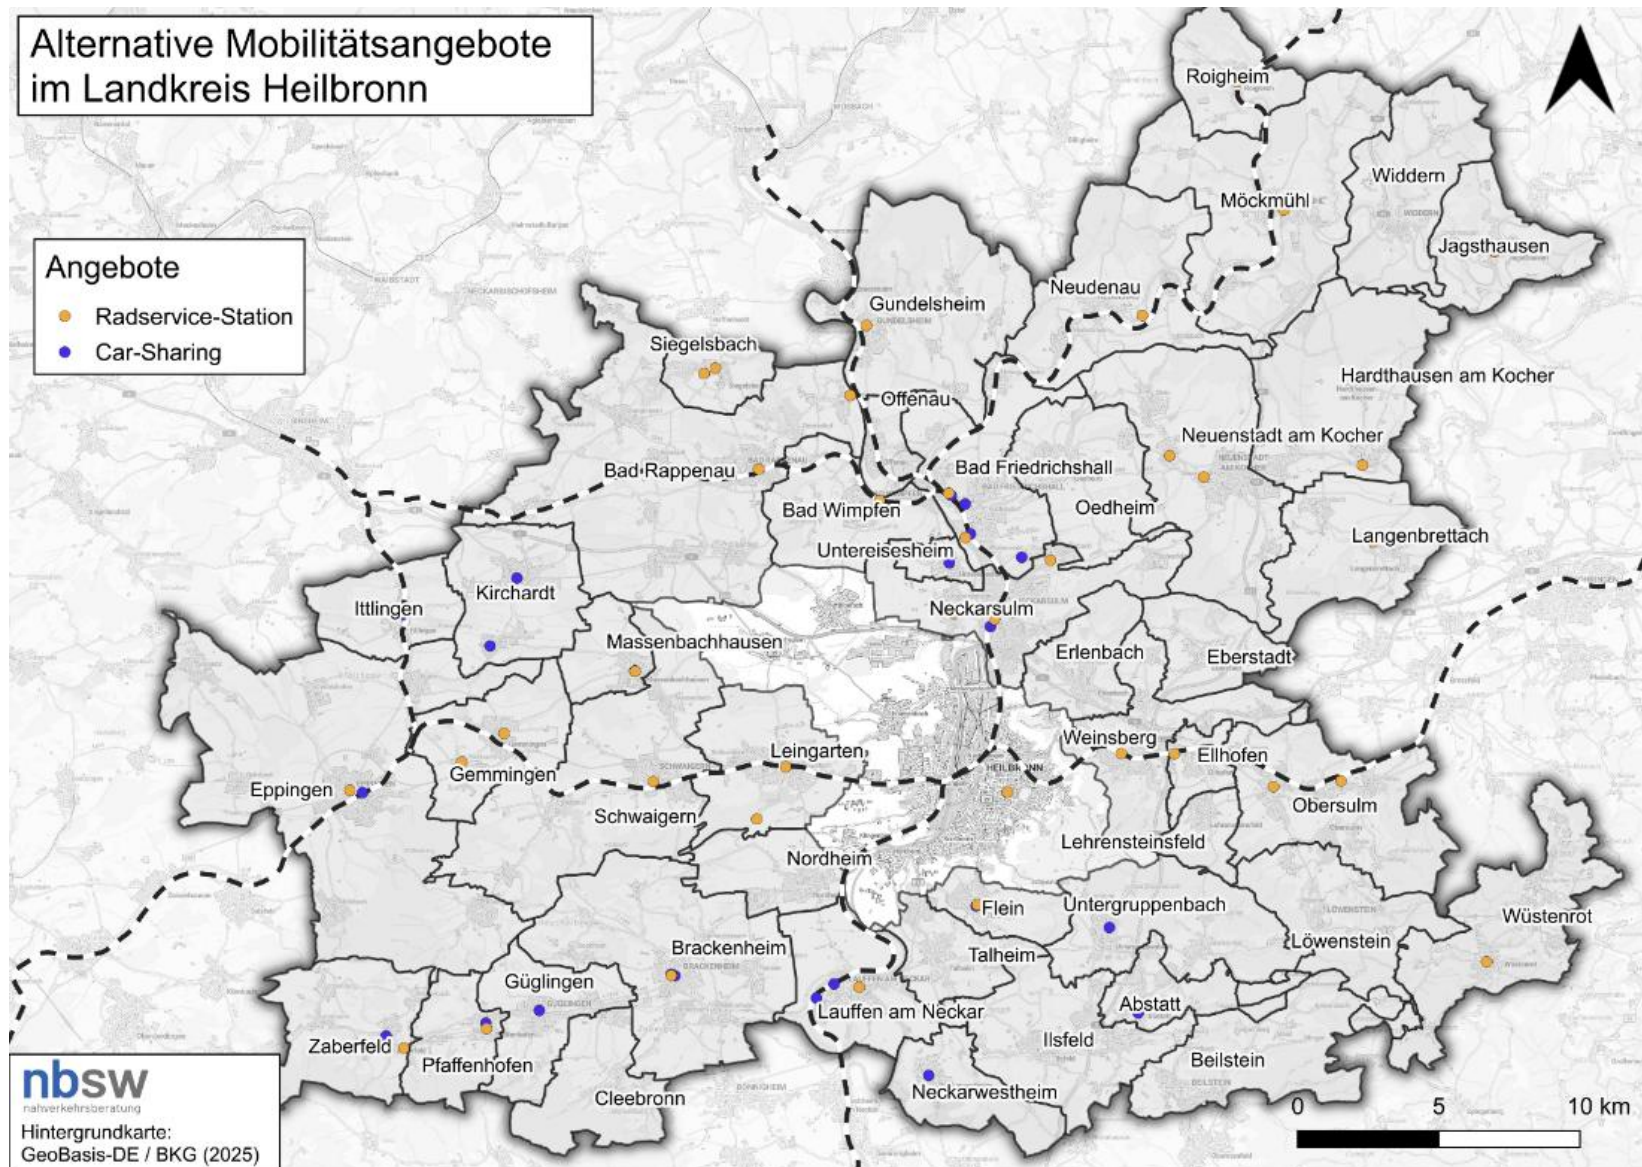 Alternative Mobilitätsangebote
im Landkreis Heilbronn
Angebote
Radservice-Station
Car-Sharing
Roigheim
Widdern
Möckmühl
Jagsthausen
Neudenau
Gundelsheim
Siegelsbach
Hardthausen am Kocher
Offenau
Neuenstadt am Kocher
Bad Rappenau
Bad Friedrichshall
Bad Wimpfen
Oedheim
Untereisesheim
Langenbrettach
Kirchardt
Ittlingen
Neckarsulm
Massenbachhausen
Erlenbach
Eberstadt
Weinsberg
Leingarten
Ellhofen
HEILBRONN
Gemmingen
Eppingen
Obersulm
Schwaigern
Lehrensteinsfeld
Nordheim
Flein
Untergruppenbach
Wüstenrot
Brackenheim
Talheim
Löwenstein
Güglingen
Lauffen am Neckar
Abstatt
Zaberfeld
Pfaffenhofen
Ilsfeld
Beilstein
Cleebronn
Neckarwestheim
nbsw
nahverkehrsberatung
Hintergrundkarte:
GeoBasis-DE / BKG (2025)
0 5 10 km